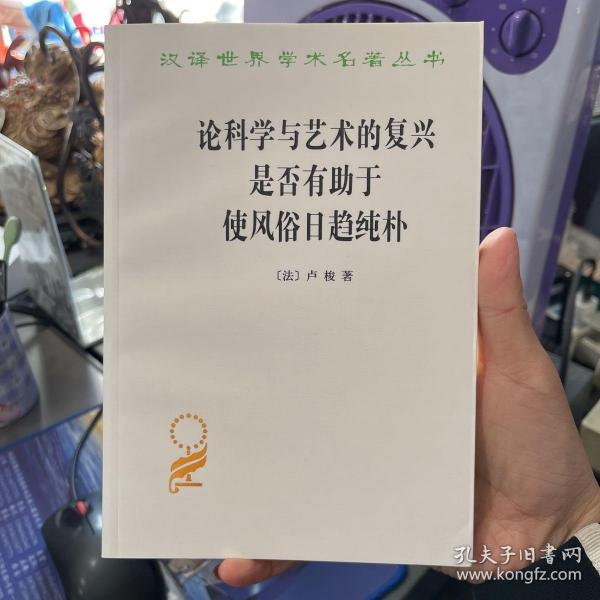 汉译世界学术名著丛书
论科学与艺术的复兴
是否有助于
使风俗日趋纯朴
〔法〕卢梭 著
孔夫子旧书网
www.kongfz.com